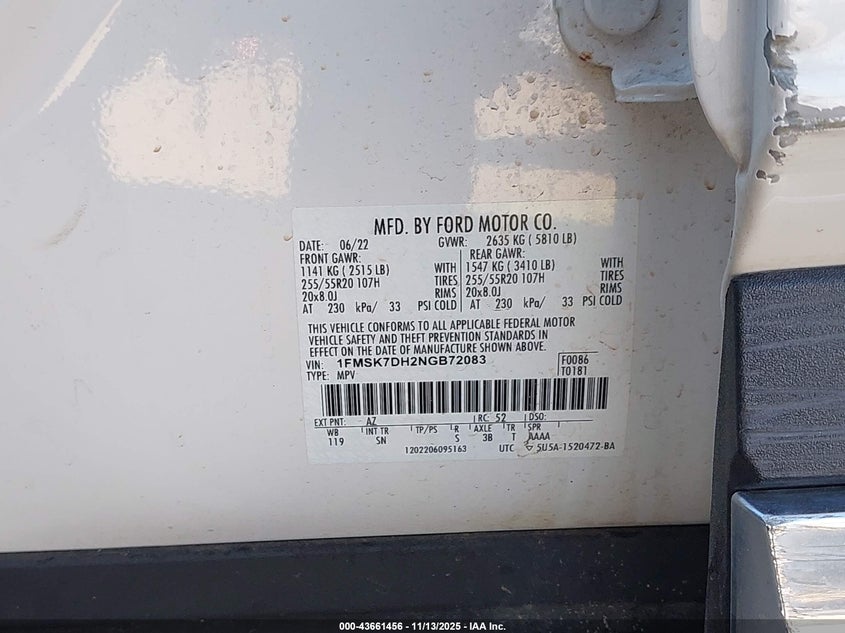 MFD. BY FORD MOTOR CO.
DATE: 06/22 GVWR: 2635 KG ( 5810 LB)
FRONT GAWR: REAR GAWR:
1141 KG ( 2515 LB) WITH 1547 KG ( 3410 LB) WITH
255/55R20 107H TIRES 255/55R20 107H TIRES
20x8.0J RIMS 20x8.0J RIMS
AT 230 kPa/ 33 PSI COLD AT 230 kPa/ 33 PSI COLD
THIS VEHICLE CONFORMS TO ALL APPLICABLE FEDERAL MOTOR
VEHICLE SAFETY AND THEFT PREVENTION STANDARDS IN
EFFECT ON THE DATE OF MANUFACTURE SHOWN ABOVE.
VIN: 1FMSK7DH2NGB72083 F0086
TYPE: MPV T0181
EXT PNT: AZ RC: 52 DSO:
WB INT TR TP/PS R AXLE TR SPR
119 SN S 3B T AAAA
1202206095163 UTC 5U5A-1520472-BA
000-43661456 - 11/13/2025 - IAA Inc.